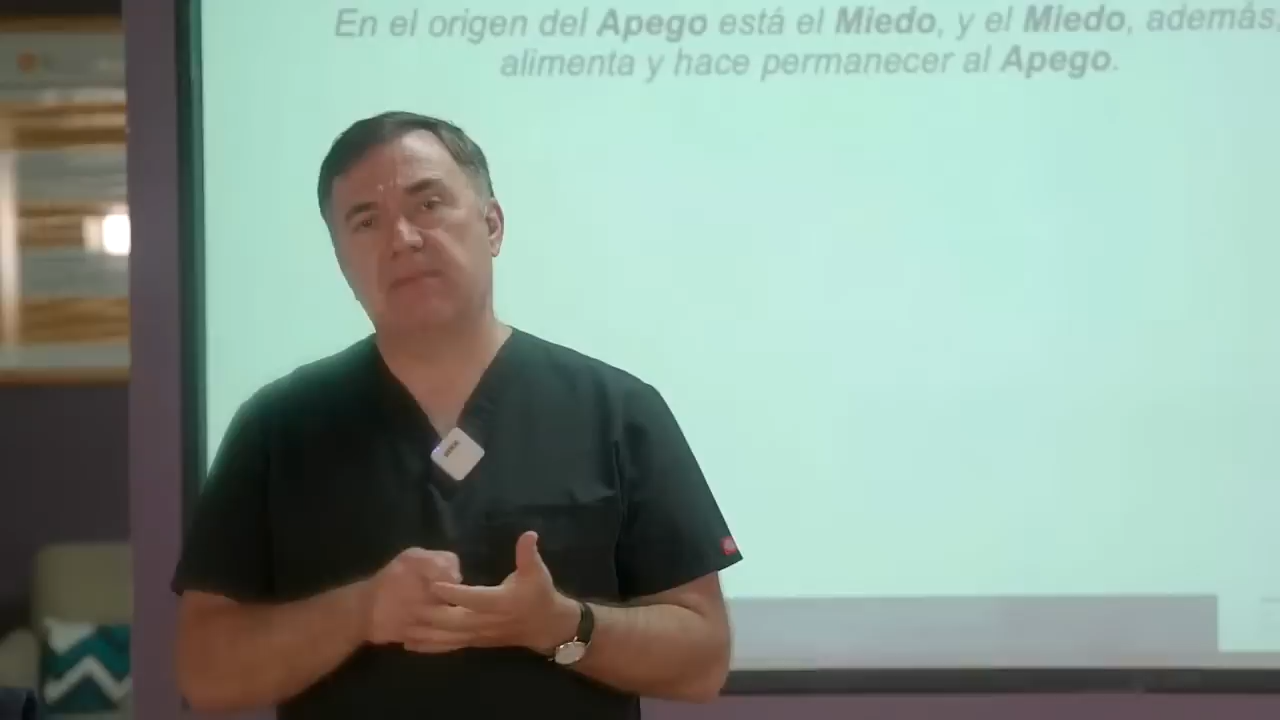 En el origen del Apego está el Miedo, y el Miedo, además,
alimenta y hace permanecer al Apego.